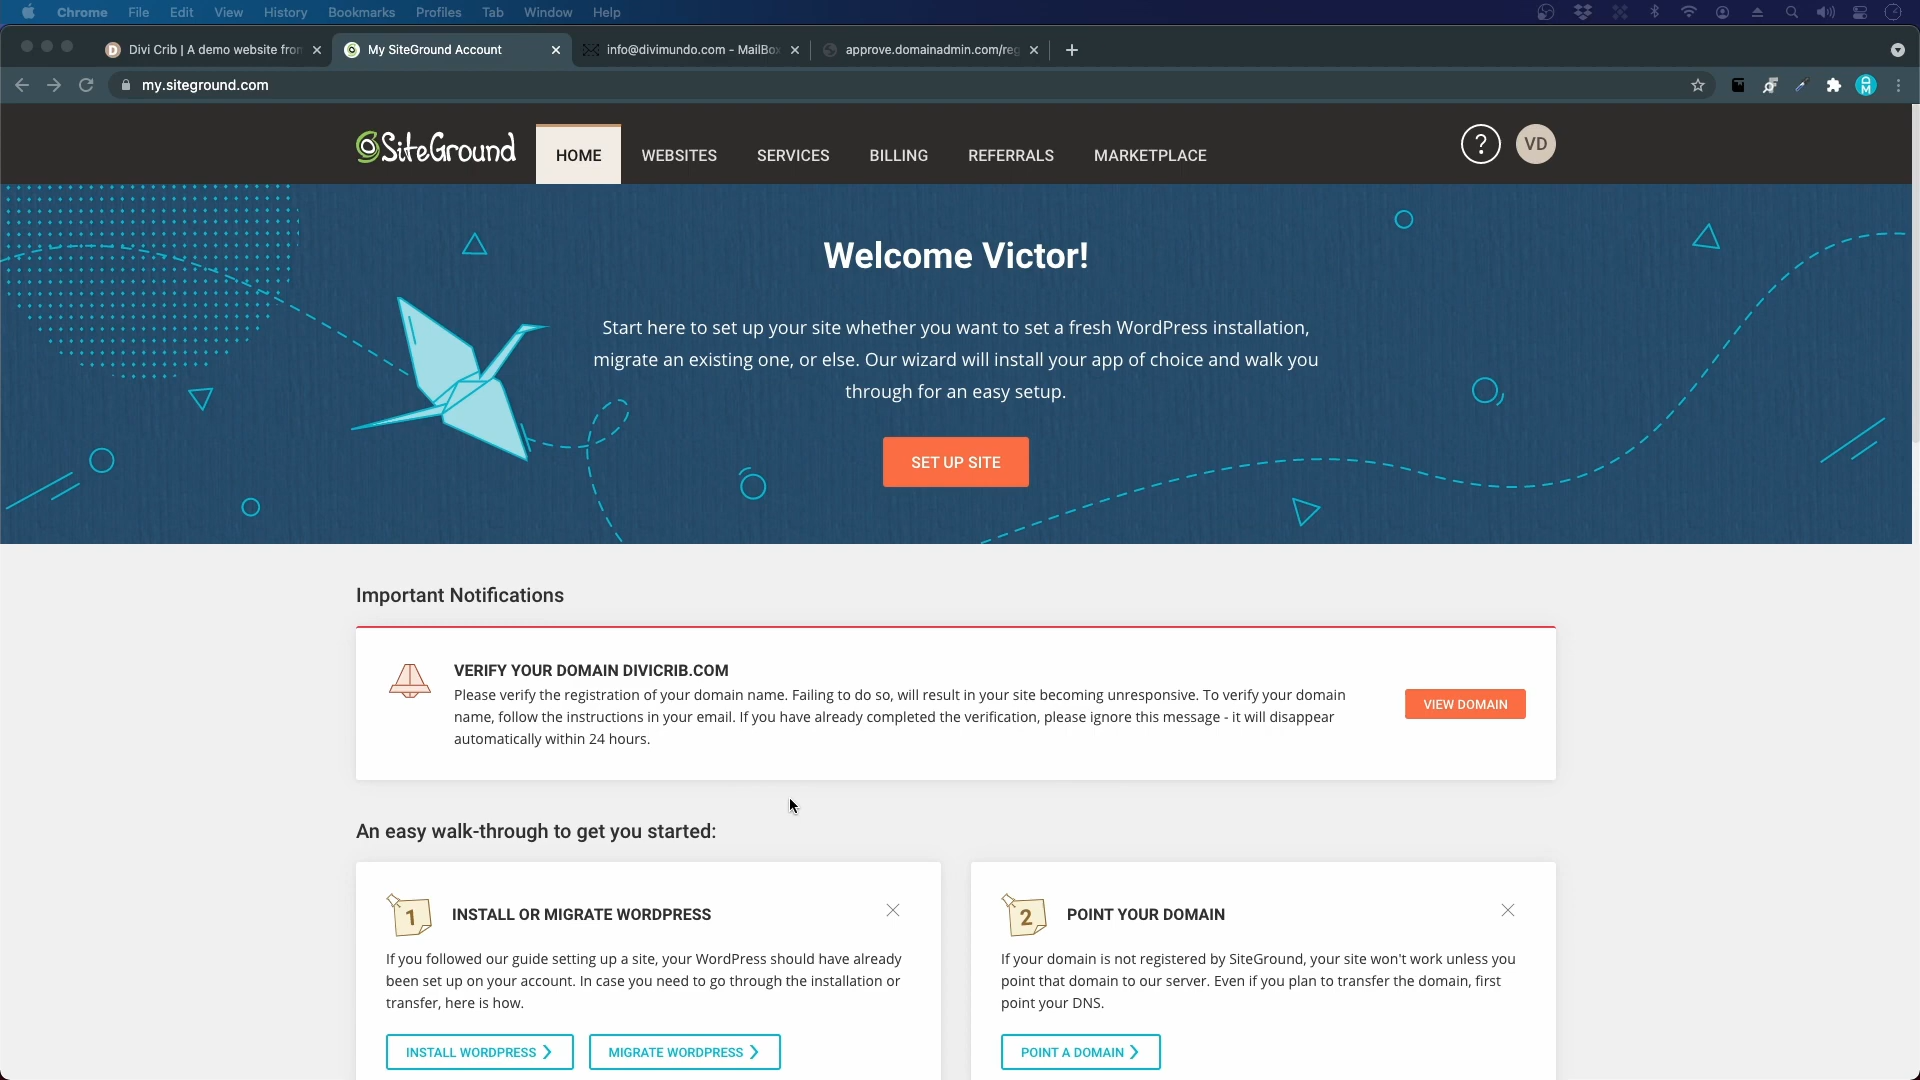 Chrome File Edit View History Bookmarks Profiles Tab Window Help
Divi Crib | A demo website from
My SiteGround Account
info@divimundo.com - MailBox
approve.domainadmin.com/reg
my.siteground.com
DM
SiteGround
HOME
WEBSITES
SERVICES
BILLING
REFERRALS
MARKETPLACE
?
VD
Welcome Victor!
Start here to set up your site whether you want to set a fresh WordPress installation,
migrate an existing one, or else. Our wizard will install your app of choice and walk you
through for an easy setup.
SET UP SITE
Important Notifications
VERIFY YOUR DOMAIN DIVICRIB.COM
Please verify the registration of your domain name. Failing to do so, will result in your site becoming unresponsive. To verify your domain
name, follow the instructions in your email. If you have already completed the verification, please ignore this message - it will disappear
automatically within 24 hours.
VIEW DOMAIN
An easy walk-through to get you started:
1
INSTALL OR MIGRATE WORDPRESS
If you followed our guide setting up a site, your WordPress should have already
been set up on your account. In case you need to go through the installation or
transfer, here is how.
INSTALL WORDPRESS
MIGRATE WORDPRESS
2
POINT YOUR DOMAIN
If your domain is not registered by SiteGround, your site won't work unless you
point that domain to our server. Even if you plan to transfer the domain, first
point your DNS.
POINT A DOMAIN